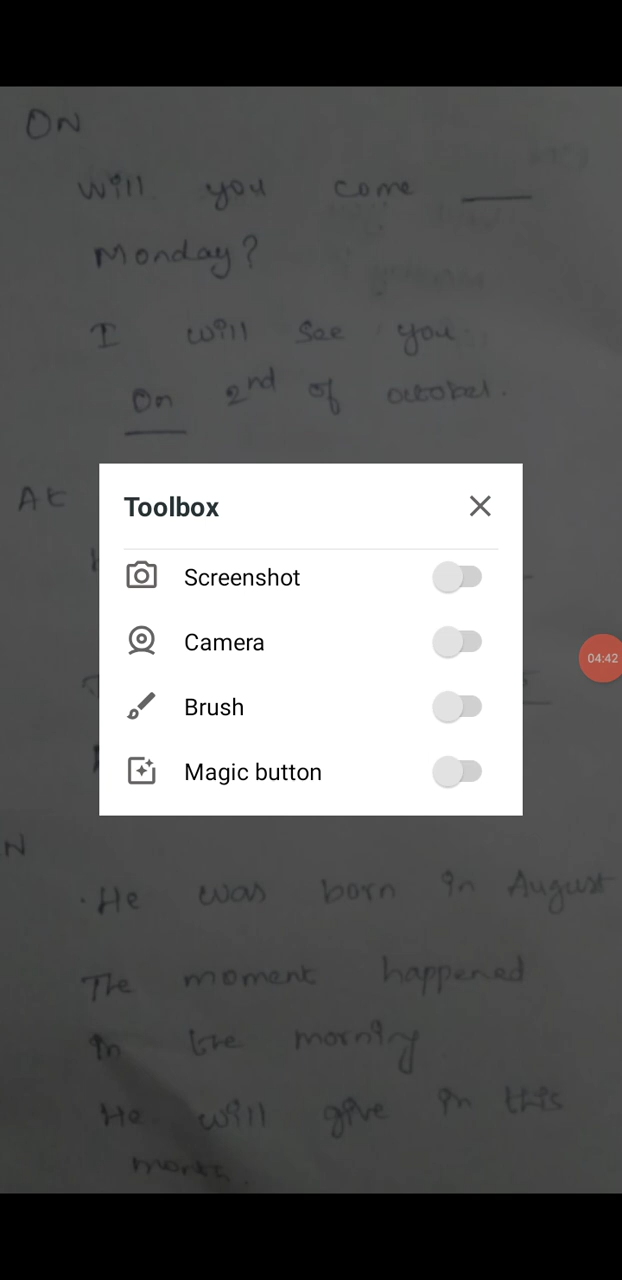 ON
Will you come ___
Monday?
I will see you
On 2nd of october.
At
Toolbox
Screenshot
Camera
04:42
Brush
Magic button
N
He was born in August
The moment happened
in the morning
He will give in this
month.